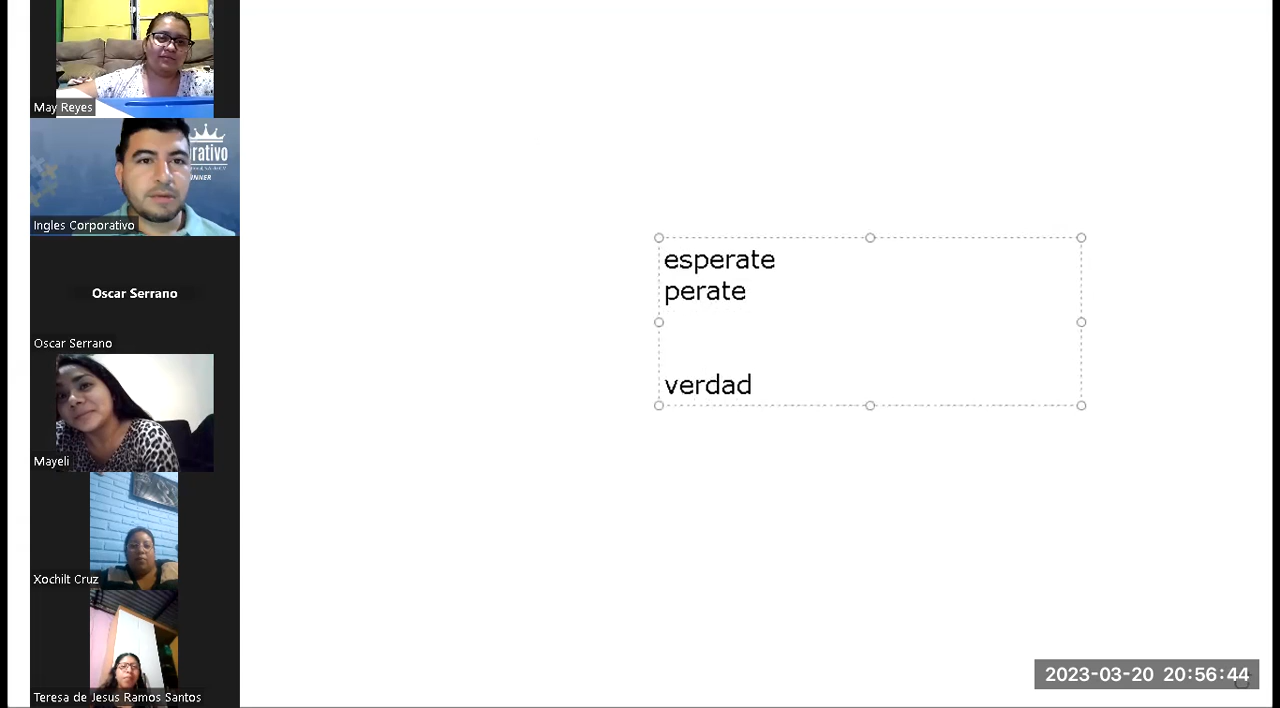 May Reyes
rativo
INNER
Ingles Corporativo
Oscar Serrano
Oscar Serrano
Mayeli
Xochilt Cruz
Teresa de Jesus Ramos Santos
esperate
perate
verdad
2023-03-20 20:56:44